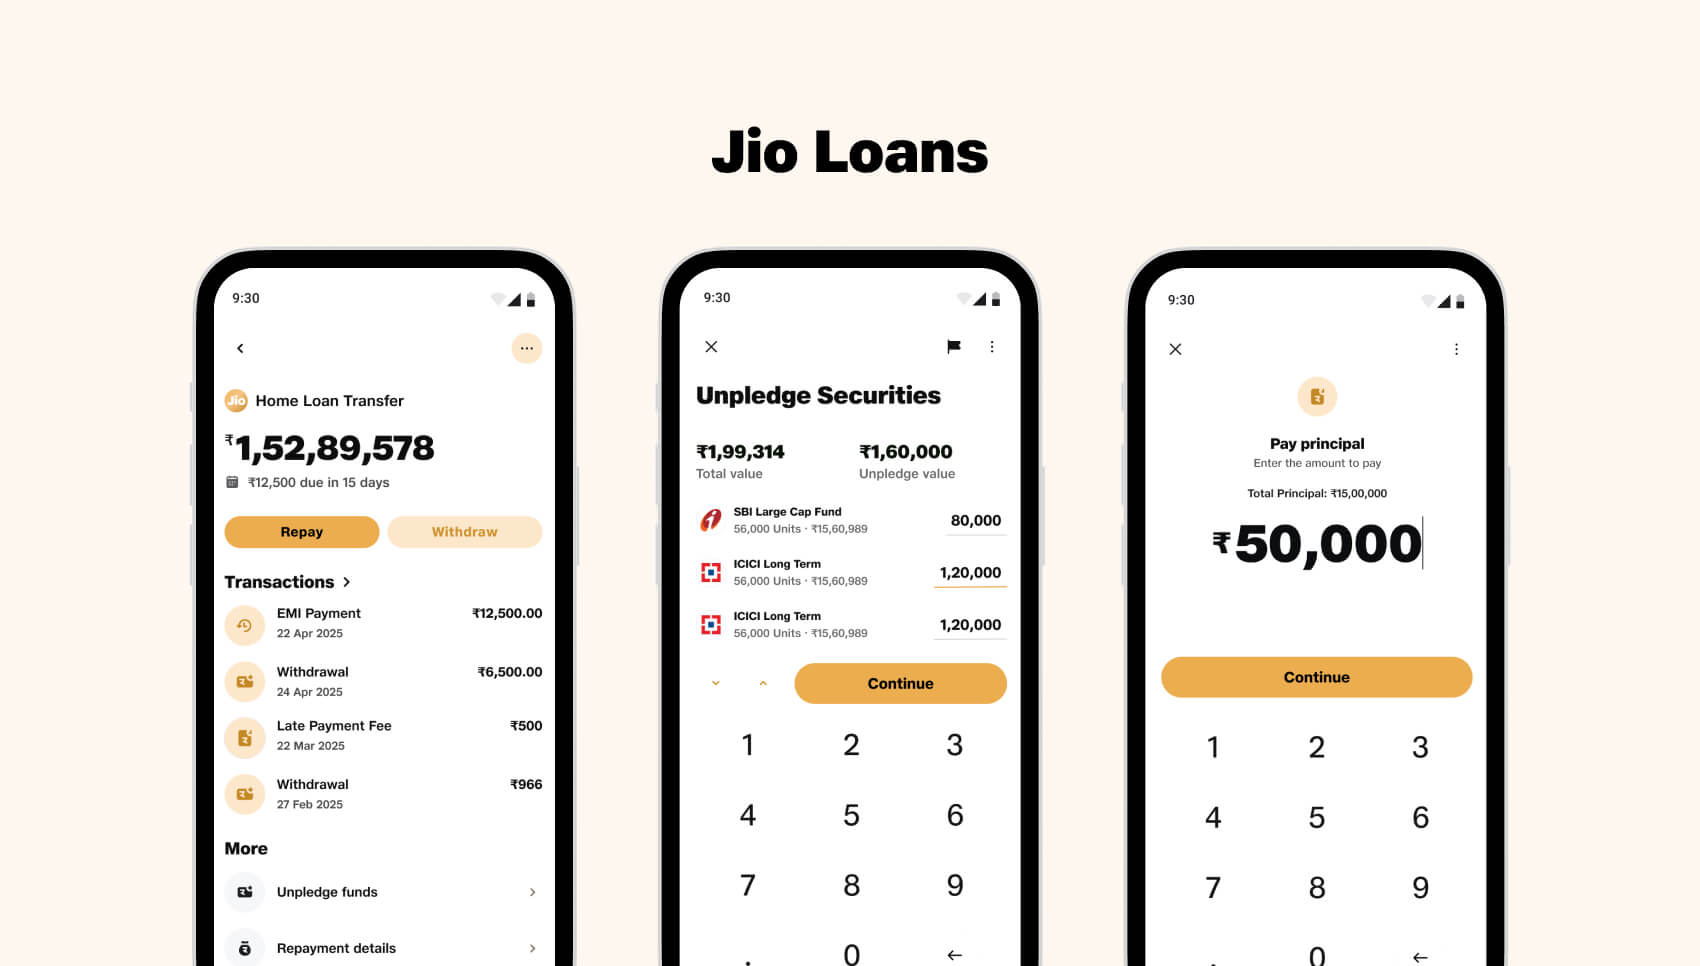 Jio Loans
9:30
Jio Home Loan Transfer
₹1,52,89,578
₹12,500 due in 15 days
Repay
Withdraw
Transactions
EMI Payment
₹12,500.00
22 Apr 2025
Withdrawal
₹6,500.00
24 Apr 2025
Late Payment Fee
₹500
22 Mar 2025
Withdrawal
₹966
27 Feb 2025
More
Unpledge funds
Repayment details
9:30
Unpledge Securities
₹1,99,314
₹1,60,000
Total value
Unpledge value
SBI Large Cap Fund
56,000 Units · ₹15,60,989
80,000
ICICI Long Term
56,000 Units · ₹15,60,989
1,20,000
ICICI Long Term
56,000 Units · ₹15,60,989
1,20,000
Continue
1 2 3
4 5 6
7 8 9
. 0
9:30
Pay principal
Enter the amount to pay
Total Principal: ₹15,00,000
₹50,000
Continue
1 2 3
4 5 6
7 8 9
. 0